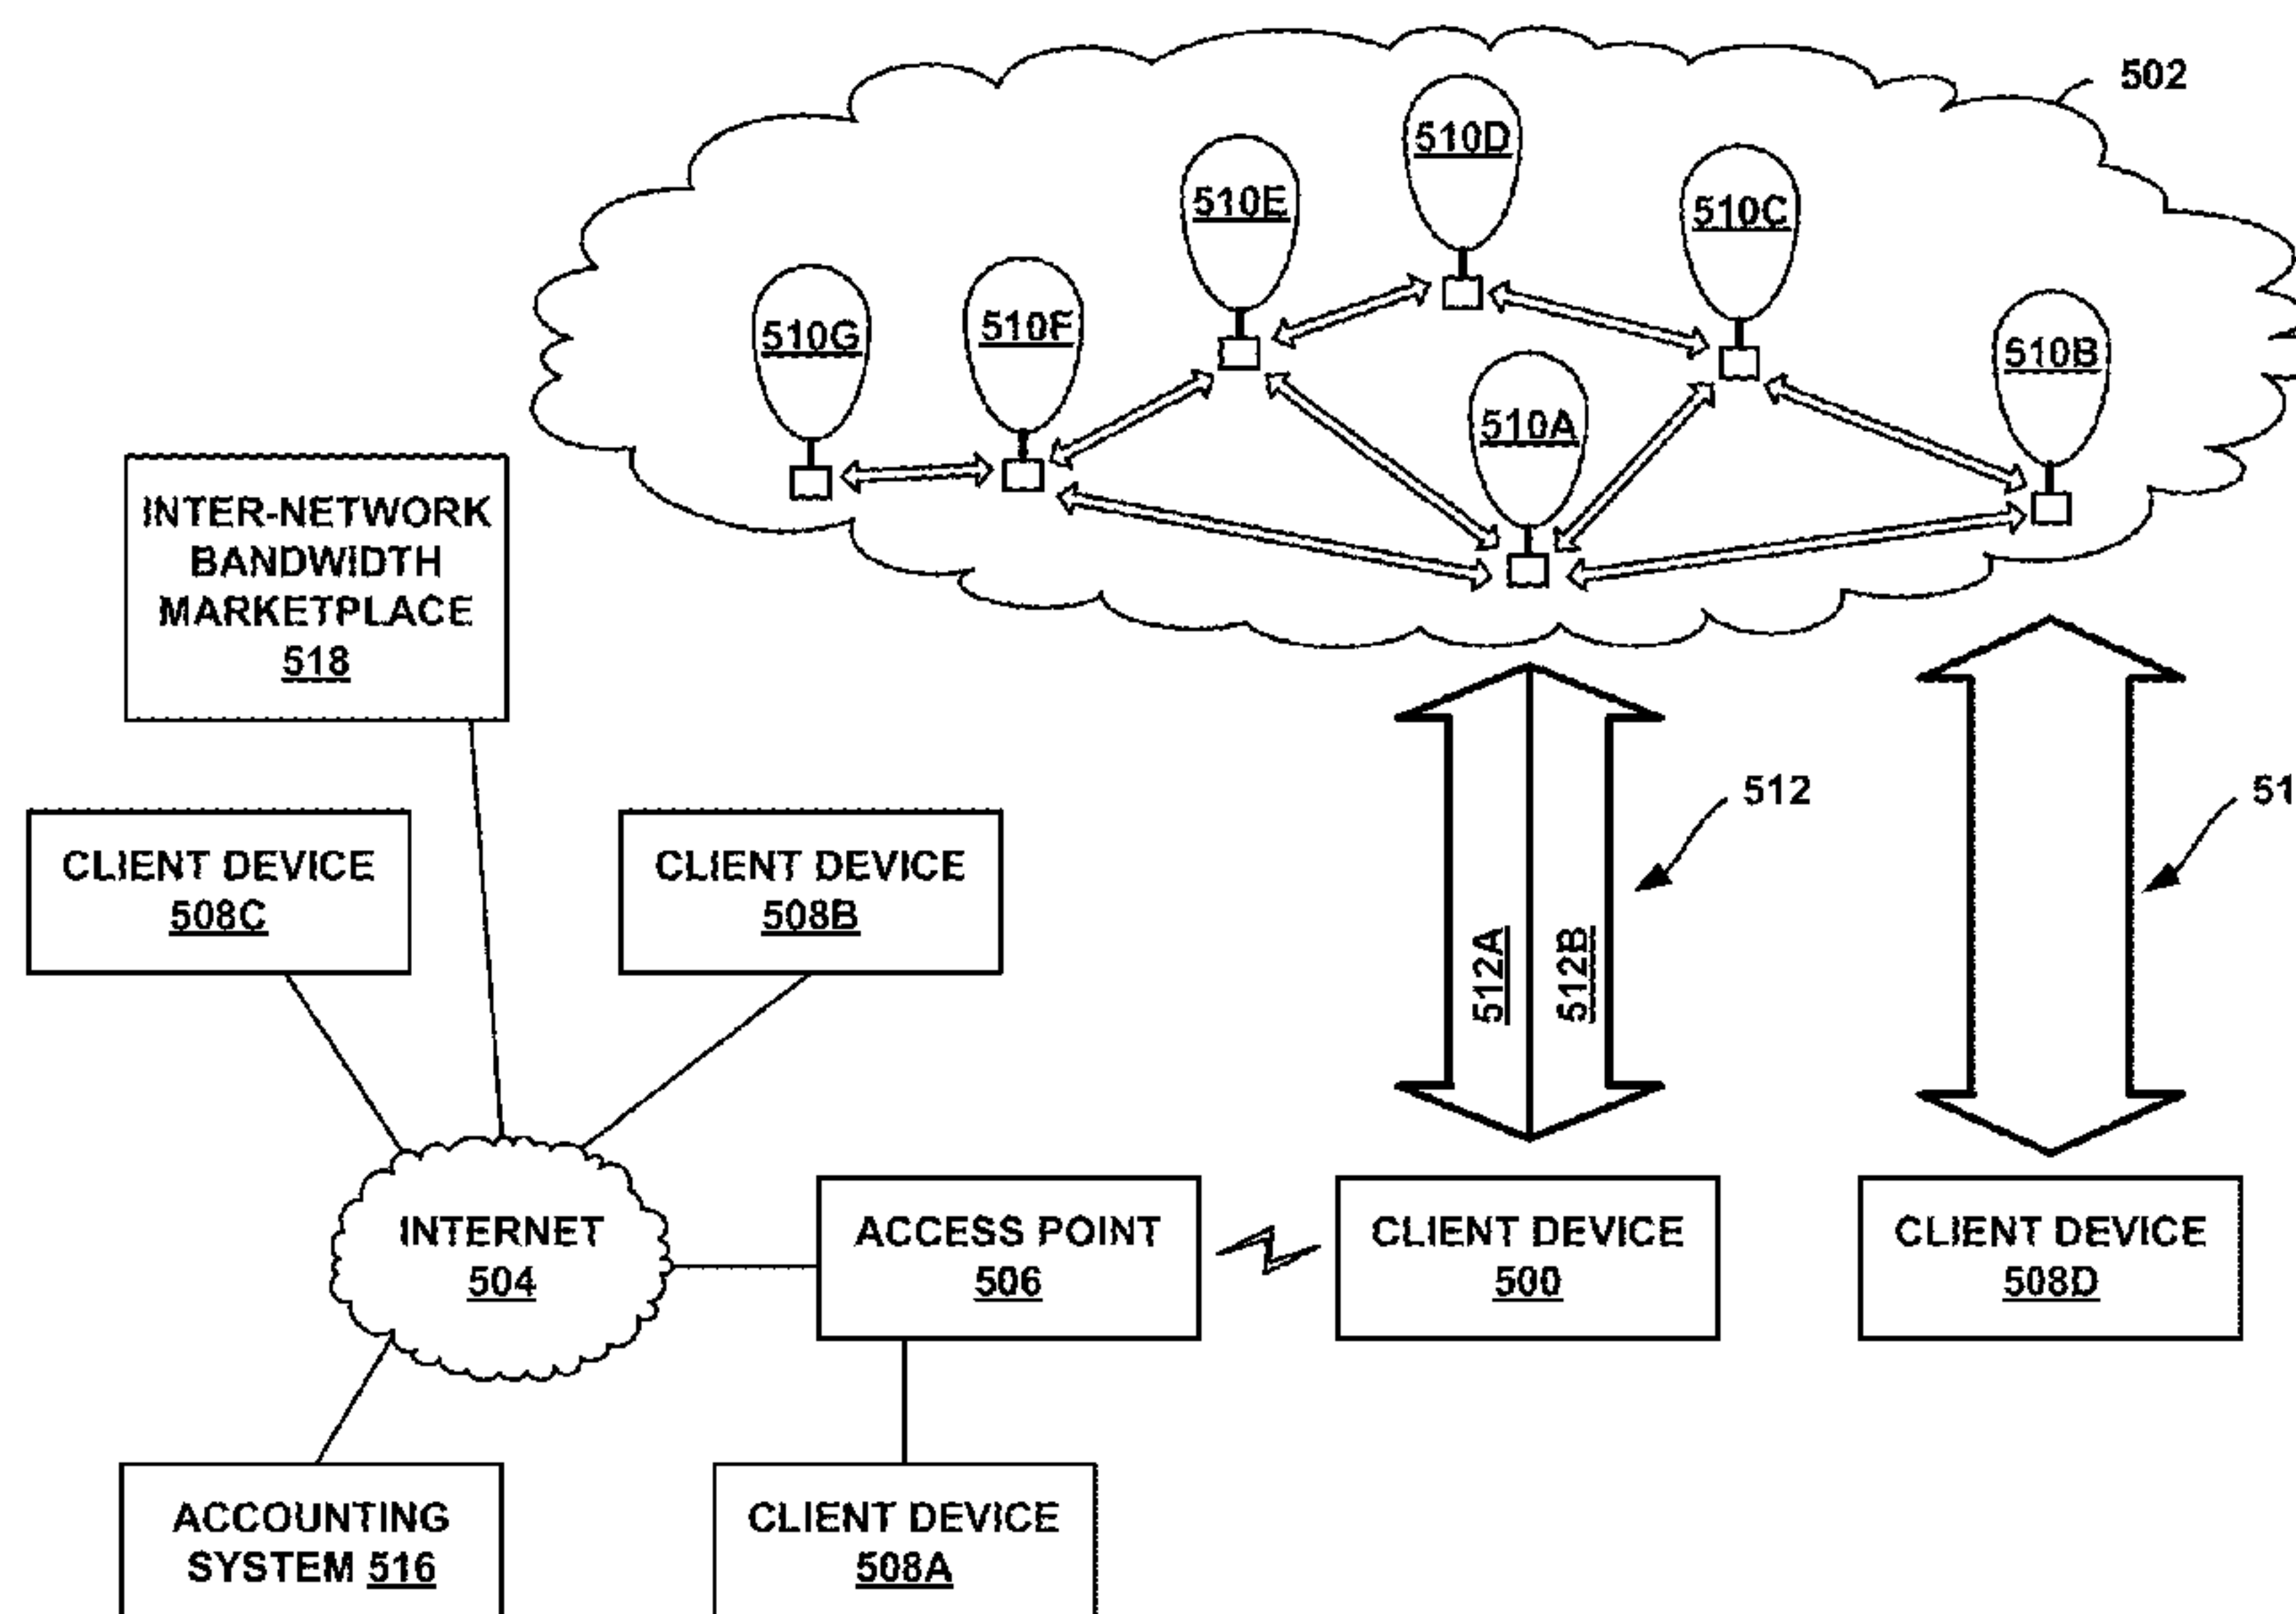 502
510D
510E
510C
510G
510F
510B
510A
INTER-NETWORK
BANDWIDTH
MARKETPLACE
518
512
51
CLIENT DEVICE
508C
CLIENT DEVICE
508B
512A
512B
INTERNET
504
ACCESS POINT
506
CLIENT DEVICE
500
CLIENT DEVICE
508D
ACCOUNTING
SYSTEM 516
CLIENT DEVICE
508A